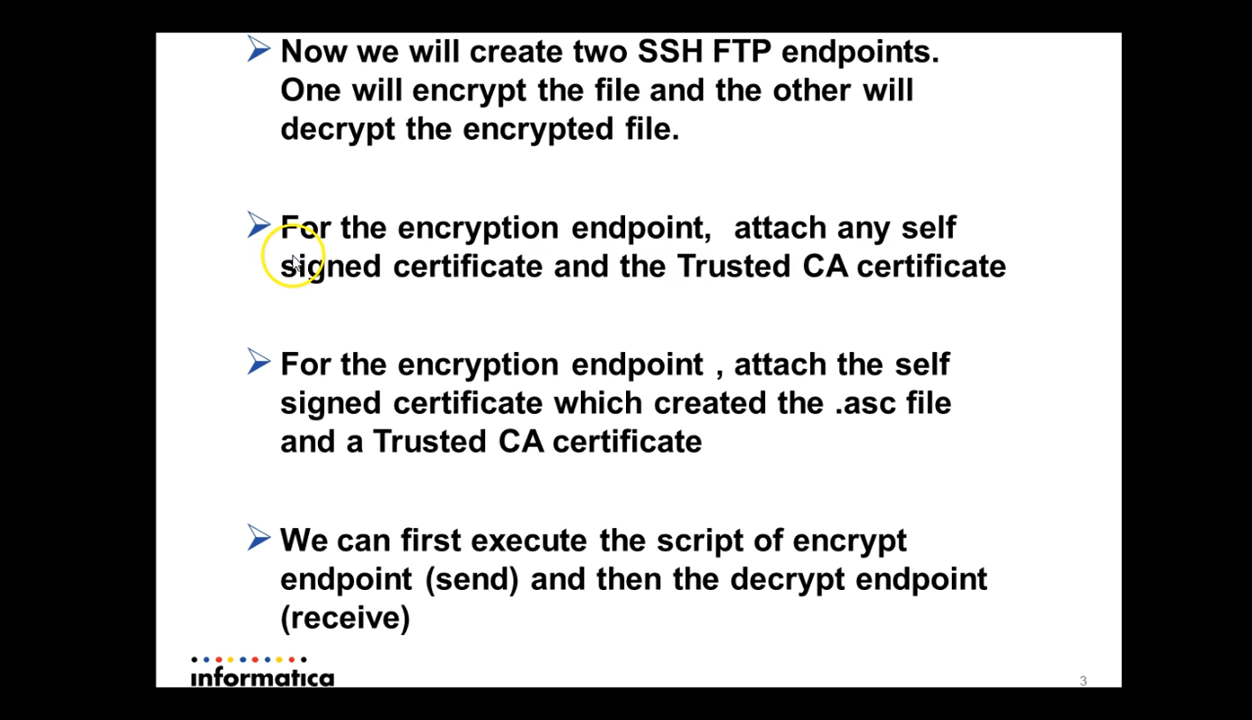 Now we will create two SSH FTP endpoints.
One will encrypt the file and the other will
decrypt the encrypted file.
For the encryption endpoint,  attach any self
signed certificate and the Trusted CA certificate
For the encryption endpoint , attach the self
signed certificate which created the .asc file
and a Trusted CA certificate
We can first execute the script of encrypt
endpoint (send) and then the decrypt endpoint
(receive)
informatica
3